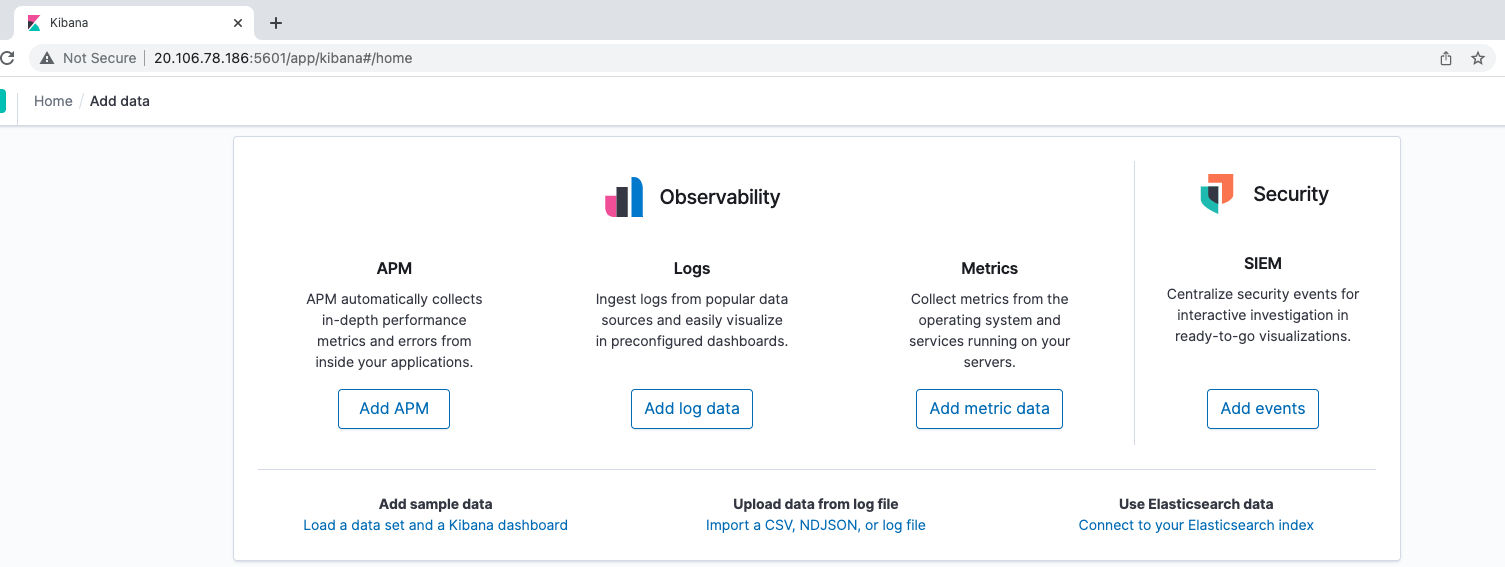 Kibana
Not Secure 20.106.78.186:5601/app/kibana#/home
Home / Add data
Observability
APM
APM automatically collects
in-depth performance
metrics and errors from
inside your applications.
Add APM
Logs
Ingest logs from popular data
sources and easily visualize
in preconfigured dashboards.
Add log data
Metrics
Collect metrics from the
operating system and
services running on your
servers.
Add metric data
Security
SIEM
Centralize security events for
interactive investigation in
ready-to-go visualizations.
Add events
Add sample data
Load a data set and a Kibana dashboard
Upload data from log file
Import a CSV, NDJSON, or log file
Use Elasticsearch data
Connect to your Elasticsearch index